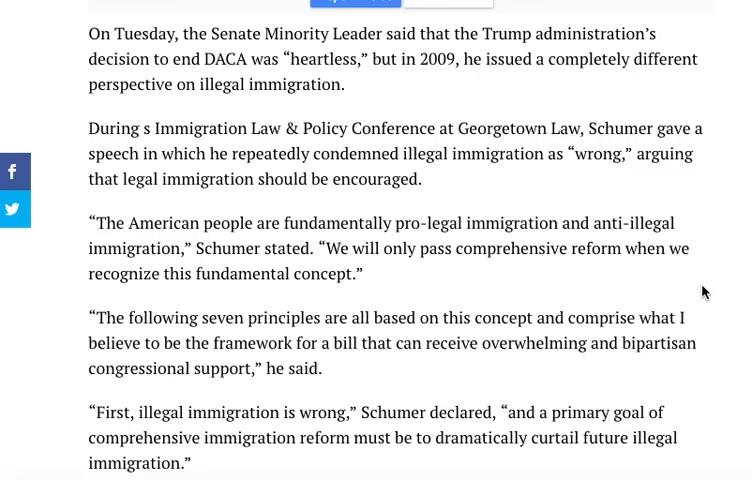 On Tuesday, the Senate Minority Leader said that the Trump administration’s
decision to end DACA was “heartless,” but in 2009, he issued a completely different
perspective on illegal immigration.
During s Immigration Law & Policy Conference at Georgetown Law, Schumer gave a
speech in which he repeatedly condemned illegal immigration as “wrong,” arguing
that legal immigration should be encouraged.
“The American people are fundamentally pro-legal immigration and anti-illegal
immigration,” Schumer stated. “We will only pass comprehensive reform when we
recognize this fundamental concept.”
“The following seven principles are all based on this concept and comprise what I
believe to be the framework for a bill that can receive overwhelming and bipartisan
congressional support,” he said.
“First, illegal immigration is wrong,” Schumer declared, “and a primary goal of
comprehensive immigration reform must be to dramatically curtail future illegal
immigration.”